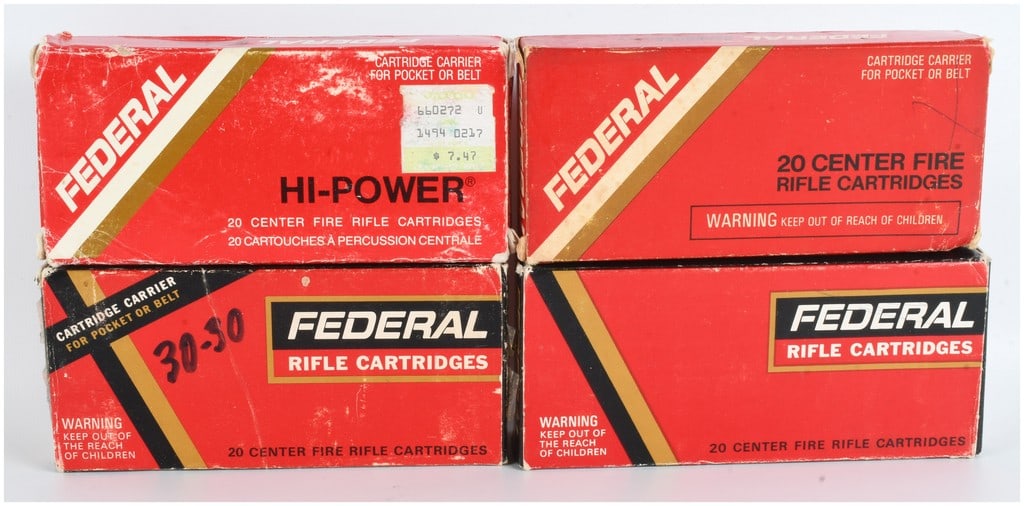 FEDERAL
CARTRIDGE CARRIER
FOR POCKET OR BELT
660272 U
1494 0217
$ 7.47
HI-POWER®
20 CENTER FIRE RIFLE CARTRIDGES
20 CARTOUCHES À PERCUSSION CENTRALE
FEDERAL
CARTRIDGE CARRIER
FOR POCKET OR BELT
20 CENTER FIRE
RIFLE CARTRIDGES
WARNING KEEP OUT OF REACH OF CHILDREN
CARTRIDGE CARRIER
FOR POCKET OR BELT
30-30
FEDERAL
RIFLE CARTRIDGES
WARNING
KEEP OUT OF
THE REACH
OF CHILDREN
20 CENTER FIRE RIFLE CARTRIDGES
FEDERAL
RIFLE CARTRIDGES
WARNING
KEEP OUT OF
THE REACH
OF CHILDREN
20 CENTER FIRE RIFLE CARTRIDGES